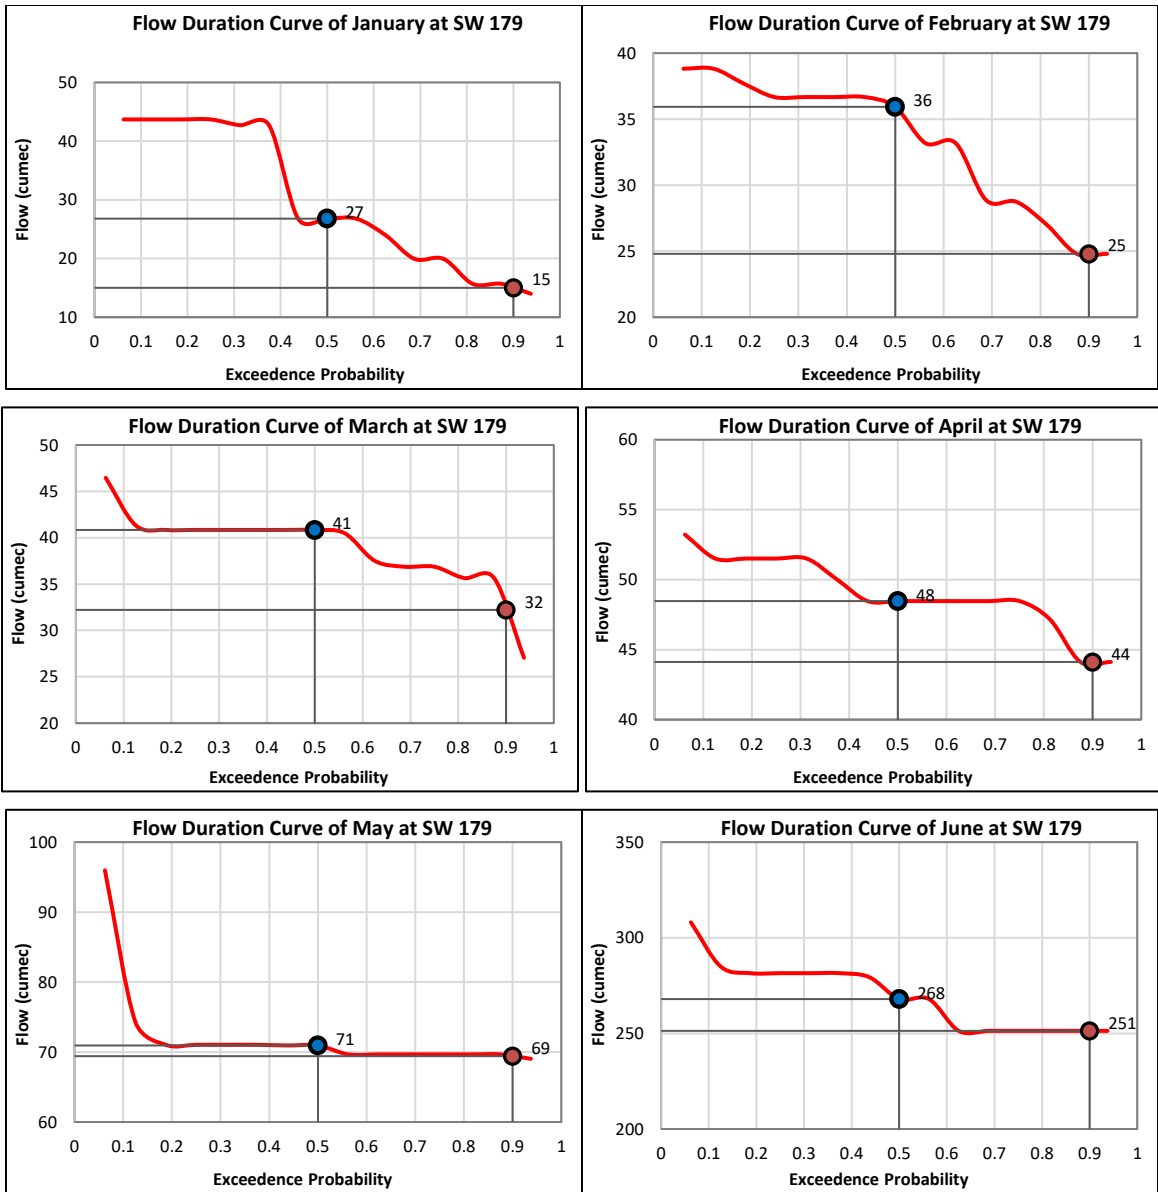 Flow Duration Curve of January at SW 179
Flow (cumec)
50
40
30
20
10
27
15
0 0.1 0.2 0.3 0.4 0.5 0.6 0.7 0.8 0.9 1
Exceedence Probability
Flow Duration Curve of February at SW 179
Flow (cumec)
40
35
30
25
20
36
25
0 0.1 0.2 0.3 0.4 0.5 0.6 0.7 0.8 0.9 1
Exceedence Probability
Flow Duration Curve of March at SW 179
Flow (cumec)
50
45
40
35
30
25
20
41
32
0 0.1 0.2 0.3 0.4 0.5 0.6 0.7 0.8 0.9 1
Exceedence Probability
Flow Duration Curve of April at SW 179
Flow (cumec)
60
55
50
45
40
48
44
0 0.1 0.2 0.3 0.4 0.5 0.6 0.7 0.8 0.9 1
Exceedence Probability
Flow Duration Curve of May at SW 179
Flow (cumec)
100
90
80
70
60
71
69
0 0.1 0.2 0.3 0.4 0.5 0.6 0.7 0.8 0.9 1
Exceedence Probability
Flow Duration Curve of June at SW 179
Flow (cumec)
350
300
250
200
268
251
0 0.1 0.2 0.3 0.4 0.5 0.6 0.7 0.8 0.9 1
Exceedence Probability